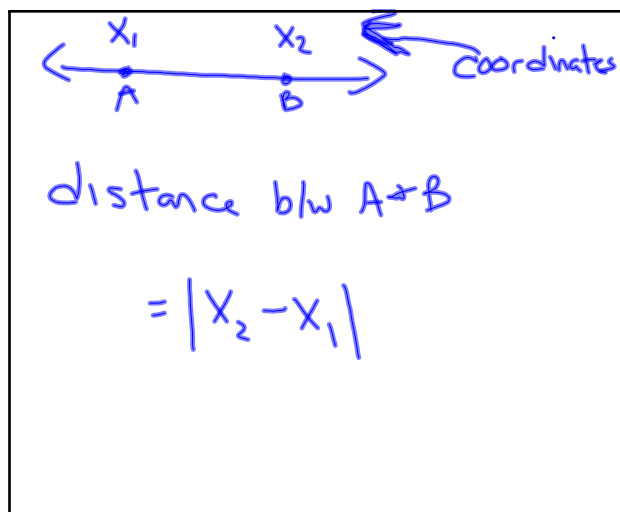 X₁ X₂
coordinates
A B
distance b/w A + B
= |X₂ - X₁|